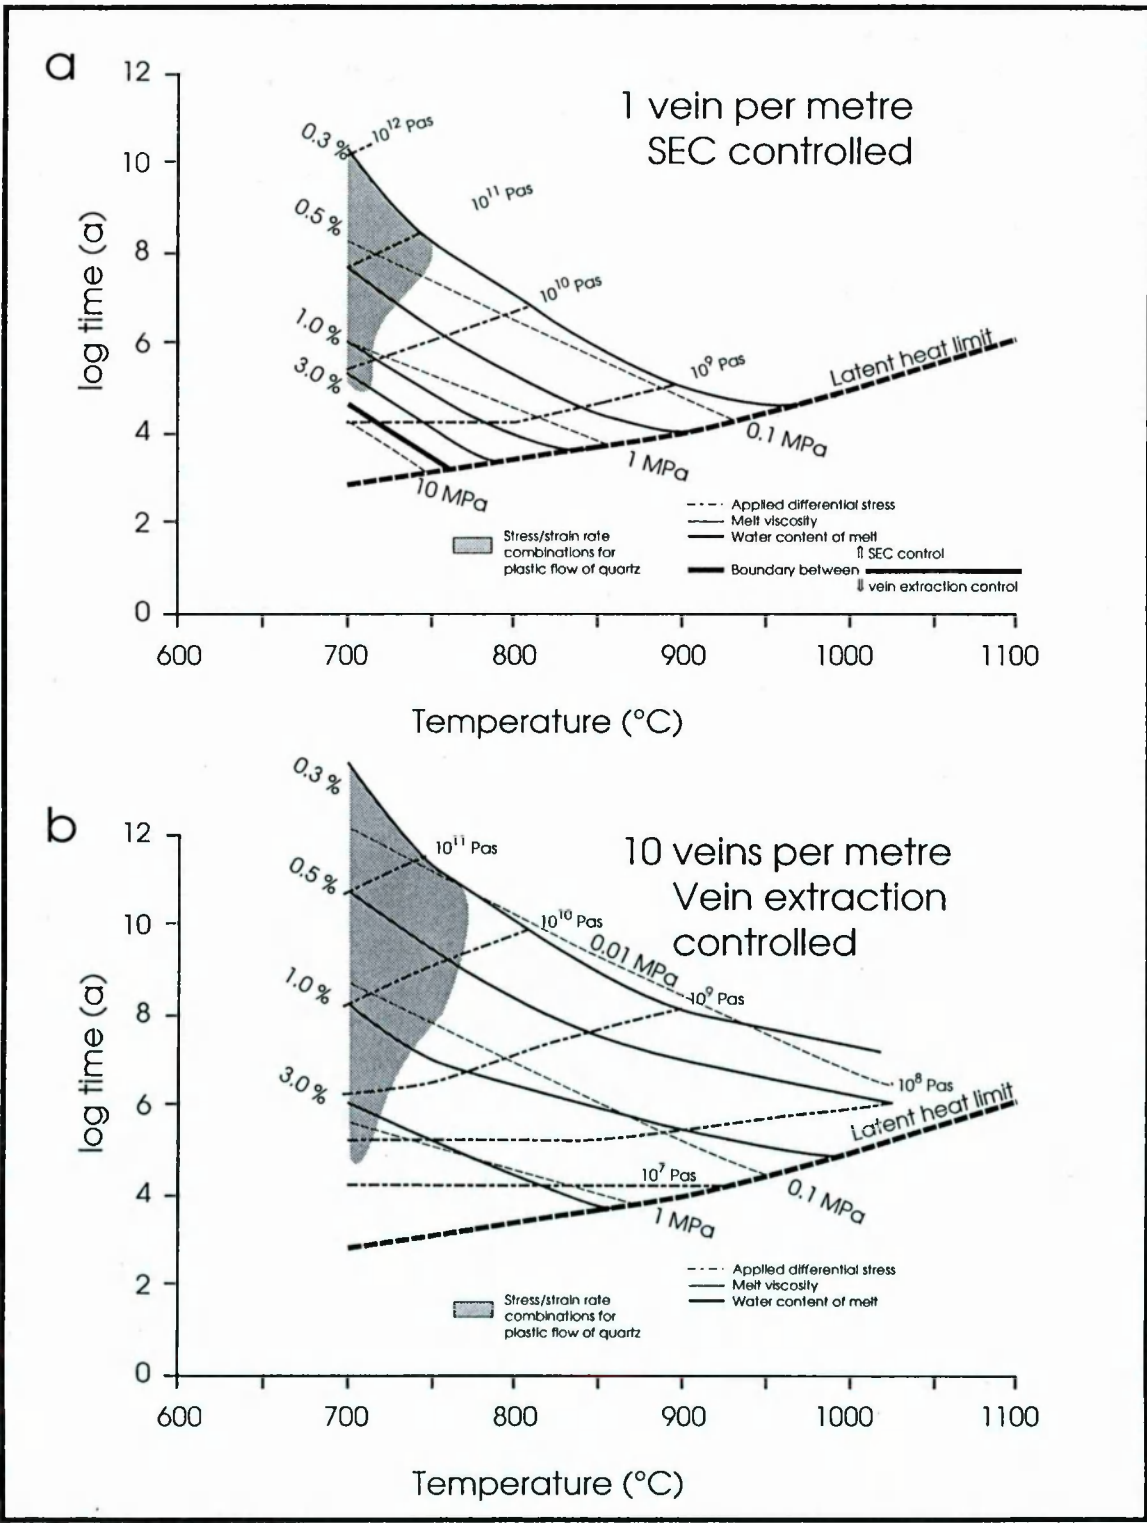 a
1 vein per metre
SEC controlled
12
10
8
6
4
2
0
log time (a)
0.3 %
0.5 %
1.0 %
3.0 %
10¹² Pas
10¹¹ Pas
10¹⁰ Pas
10⁹ Pas
Latent heat limit
0.1 MPa
1 MPa
10 MPa
Stress/strain rate
combinations for
plastic flow of quartz
Applied differential stress
Melt viscosity
Water content of melt
⇑ SEC control
Boundary between
⇓ vein extraction control
600 700 800 900 1000 1100
Temperature (°C)
b
10 veins per metre
Vein extraction
controlled
12
10
8
6
4
2
0
log time (a)
0.3 %
0.5 %
1.0 %
3.0 %
10¹¹ Pas
10¹⁰ Pas
0.01 MPa
10⁹ Pas
10⁸ Pas
Latent heat limit
10⁷ Pas
0.1 MPa
1 MPa
Stress/strain rate
combinations for
plastic flow of quartz
Applied differential stress
Melt viscosity
Water content of melt
600 700 800 900 1000 1100
Temperature (°C)